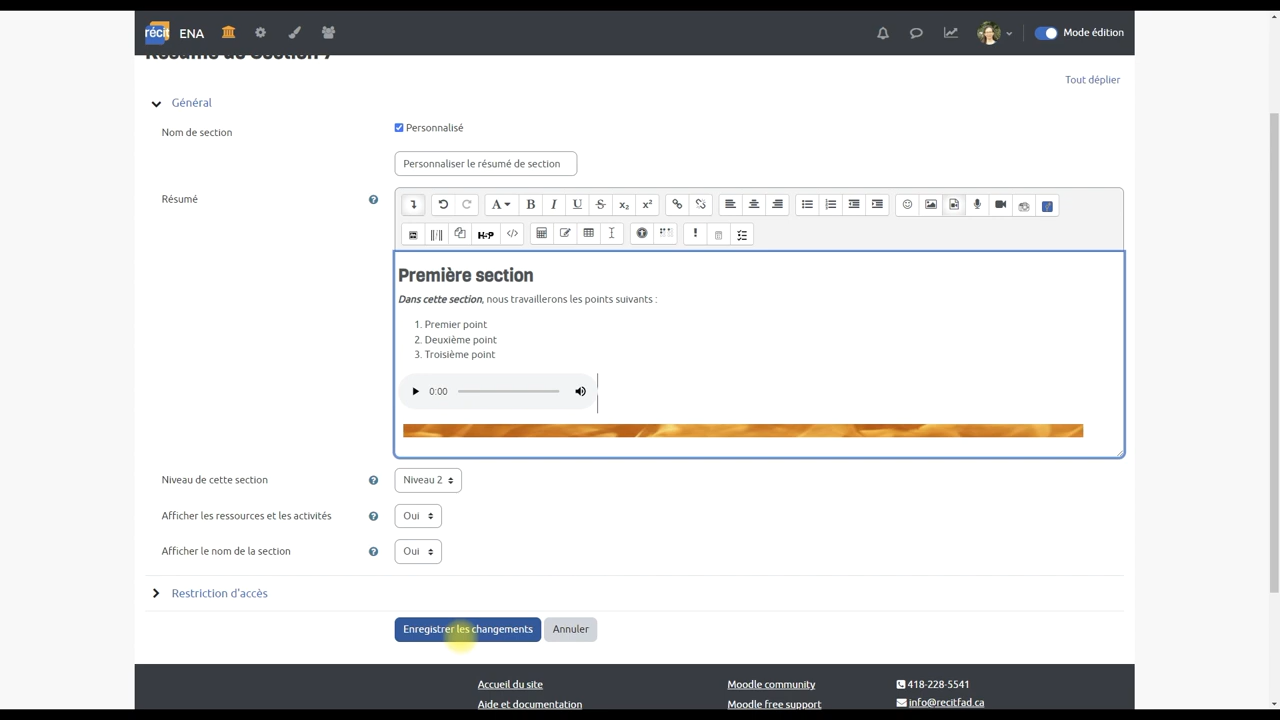 récit ENA
Mode édition
Résumé de Section 7
Tout déplier
Général
Nom de section
Personnalisé
Personnaliser le résumé de section
Résumé
Première section
Dans cette section, nous travaillerons les points suivants :
1. Premier point
2. Deuxième point
3. Troisième point
0:00
Niveau de cette section
Niveau 2
Afficher les ressources et les activités
Oui
Afficher le nom de la section
Oui
Restriction d'accès
Enregistrer les changements
Annuler
Accueil du site
Moodle community
418-228-5541
Aide et documentation
Moodle free support
info@recitfad.ca